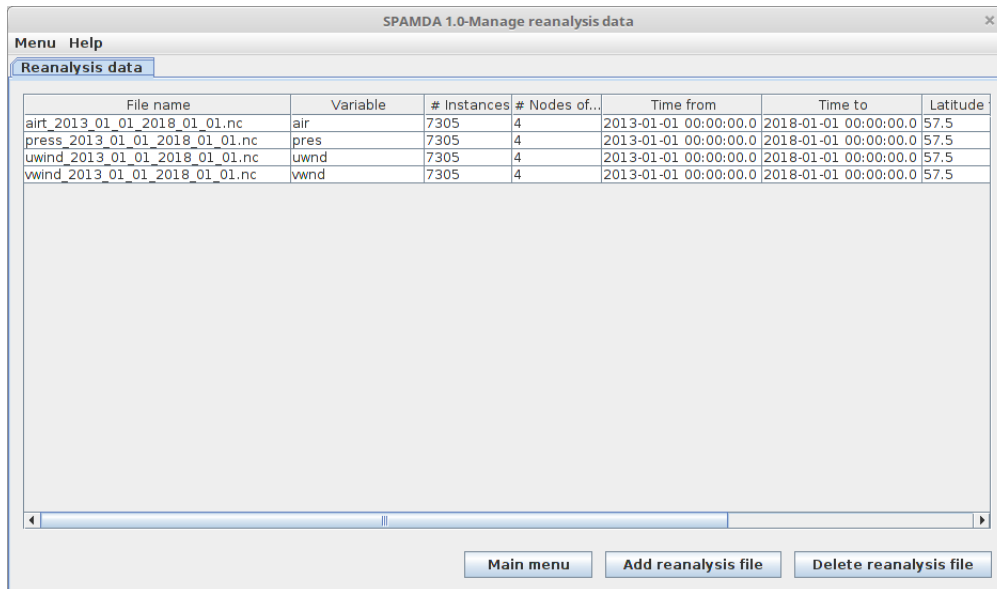 SPAMDA 1.0-Manage reanalysis data ×
Menu Help
Reanalysis data
File name Variable # Instances # Nodes of... Time from Time to Latitude
airt_2013_01_01_2018_01_01.nc air 7305 4 2013-01-01 00:00:00.0 2018-01-01 00:00:00.0 57.5
press_2013_01_01_2018_01_01.nc pres 7305 4 2013-01-01 00:00:00.0 2018-01-01 00:00:00.0 57.5
uwind_2013_01_01_2018_01_01.nc uwnd 7305 4 2013-01-01 00:00:00.0 2018-01-01 00:00:00.0 57.5
vwind_2013_01_01_2018_01_01.nc vwnd 7305 4 2013-01-01 00:00:00.0 2018-01-01 00:00:00.0 57.5
Main menu Add reanalysis file Delete reanalysis file